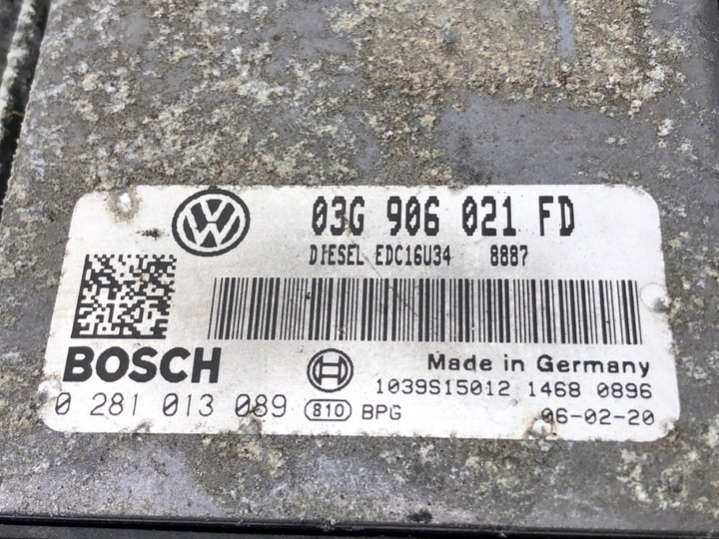 03G 906 021 FD
DIESEL EDC16U34 8887
BOSCH
Made in Germany
1039S15012 1468 0896
0 281 013 089 810 BPG 06-02-20